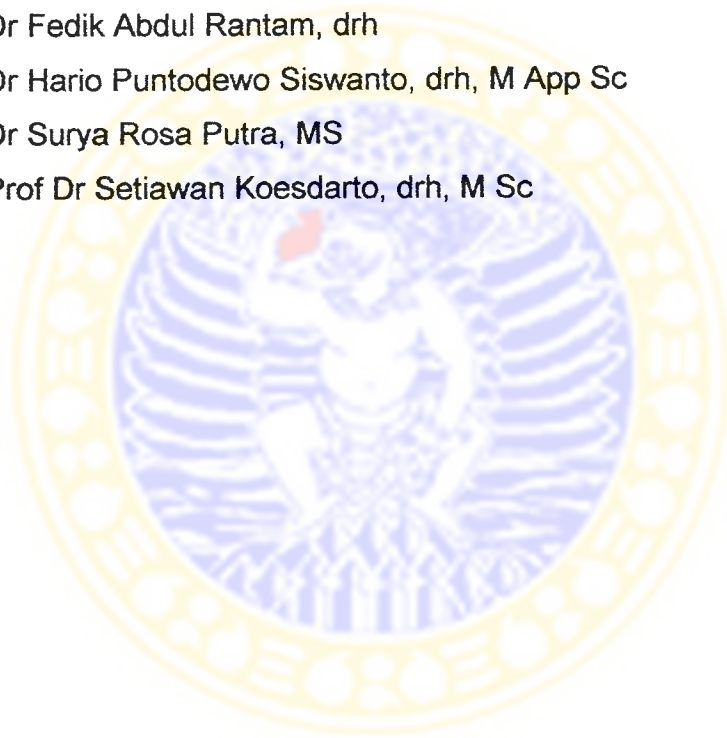 Dr Fedik Abdul Rantam, drh
Dr Hario Puntodewo Siswanto, drh, M App Sc
Dr Surya Rosa Putra, MS
Prof Dr Setiawan Koesdarto, drh, M Sc